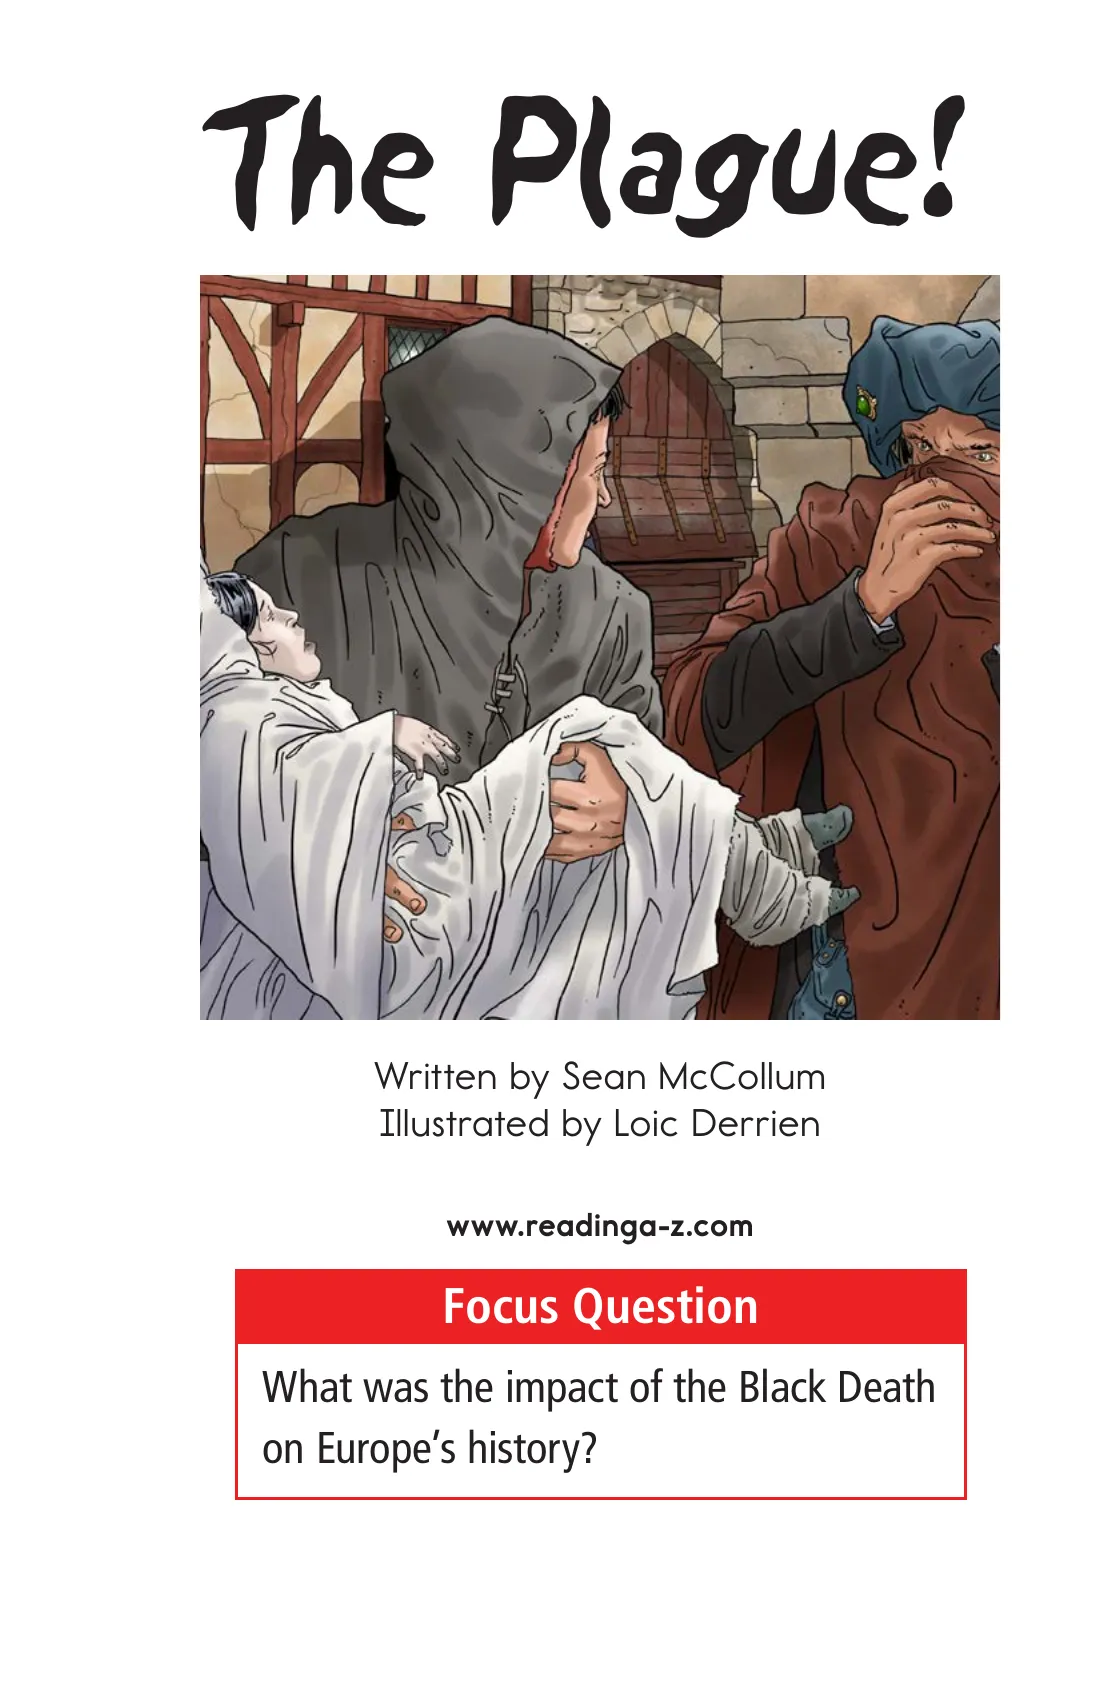 The Plague!
Written by Sean McCollum
Illustrated by Loic Derrien
www.readinga-z.com
Focus Question
What was the impact of the Black Death
on Europe’s history?